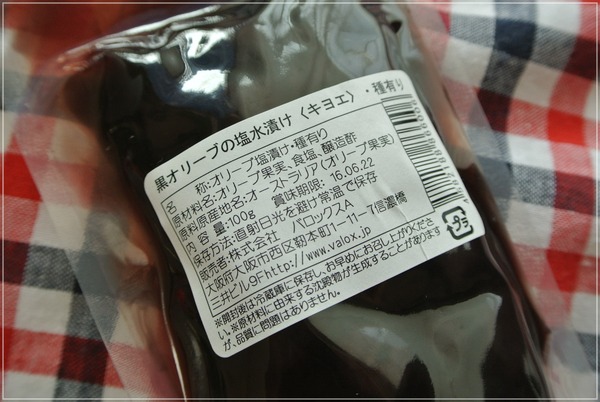 黒オリーブの塩水漬け〈キヨエ〉・種有り
名　　称:オリーブ塩漬け・種有り
原材料名:オリーブ果実、食塩、醸造酢
原料原産地名:オーストラリア(オリーブ果実)
内 容 量:100g　　賞味期限: 16.06.22
保存方法:直射日光を避け常温で保存
販売者:株式会社　バロックスA
大阪府大阪市西区靭本町1-11-7信濃橋
三井ビル9Fhttp://www.valox.jp
※開封後は冷蔵庫に保存し、お早めにお召し上がりくださ
い。※原材料に由来する沈殿物が生成することがあります
が、品質に問題はありません。
プラ